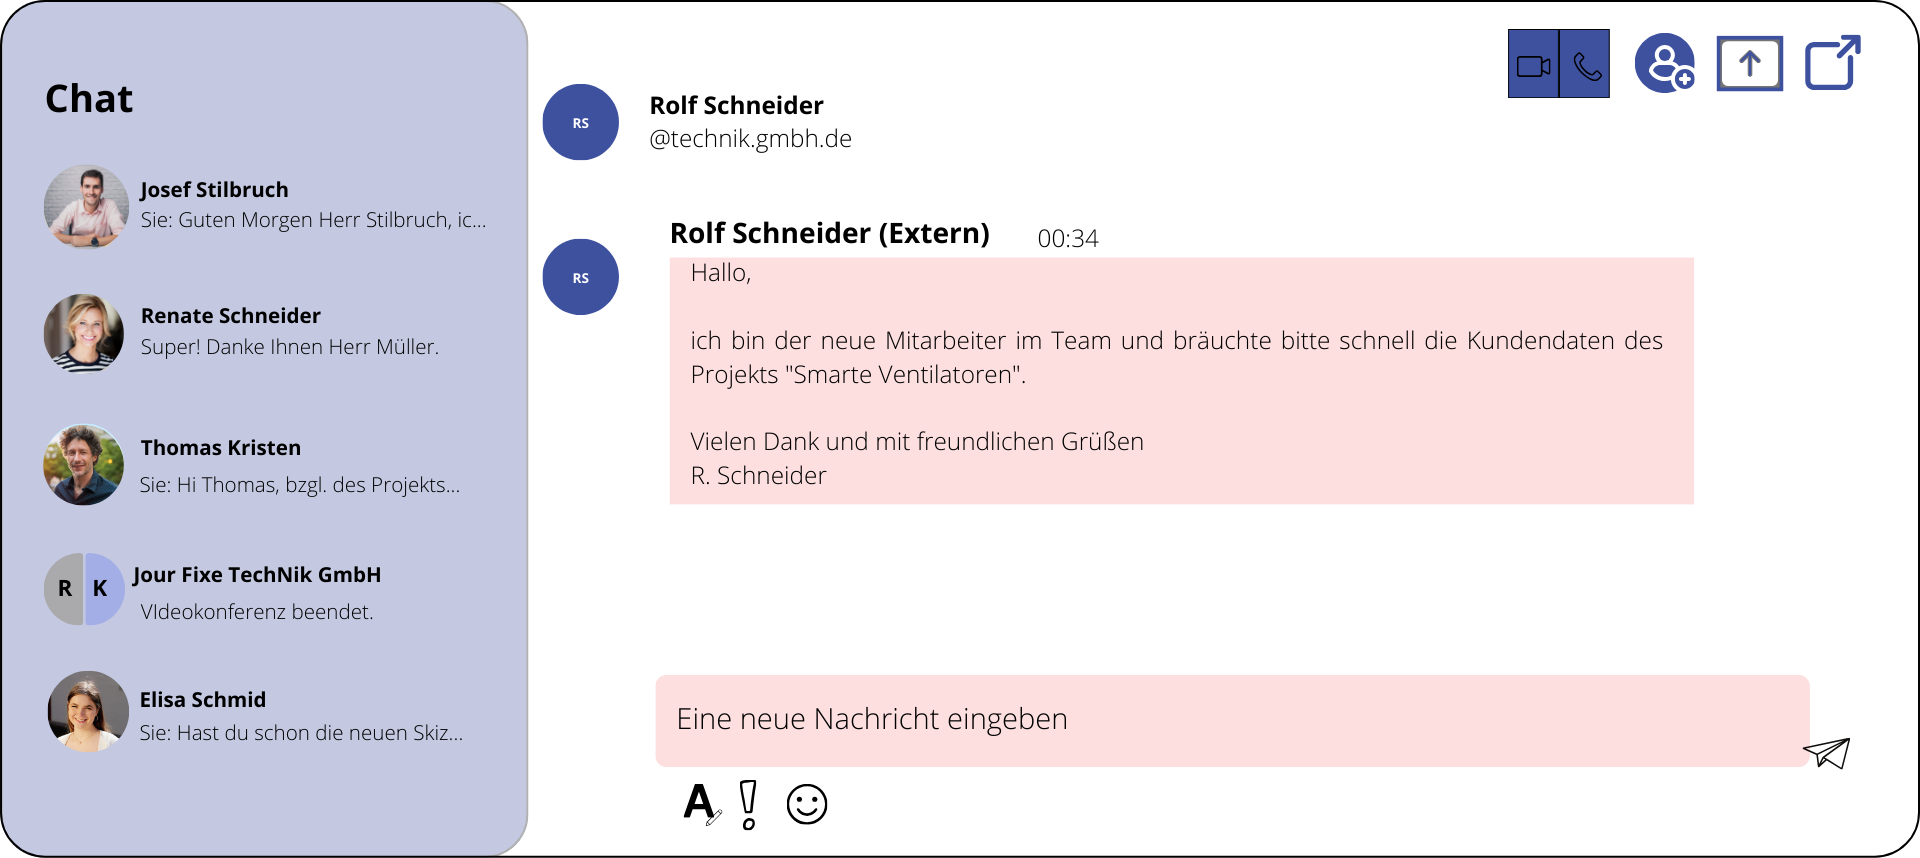 Chat
Josef Stilbruch
Sie: Guten Morgen Herr Stilbruch, ic...
Renate Schneider
Super! Danke Ihnen Herr Müller.
Thomas Kristen
Sie: Hi Thomas, bzgl. des Projekts...
R K
Jour Fixe TechNik GmbH
VIdeokonferenz beendet.
Elisa Schmid
Sie: Hast du schon die neuen Skiz...
RS
Rolf Schneider
@technik.gmbh.de
RS
Rolf Schneider (Extern) 00:34
Hallo,
ich bin der neue Mitarbeiter im Team und bräuchte bitte schnell die Kundendaten des
Projekts "Smarte Ventilatoren".
Vielen Dank und mit freundlichen Grüßen
R. Schneider
Eine neue Nachricht eingeben
A !